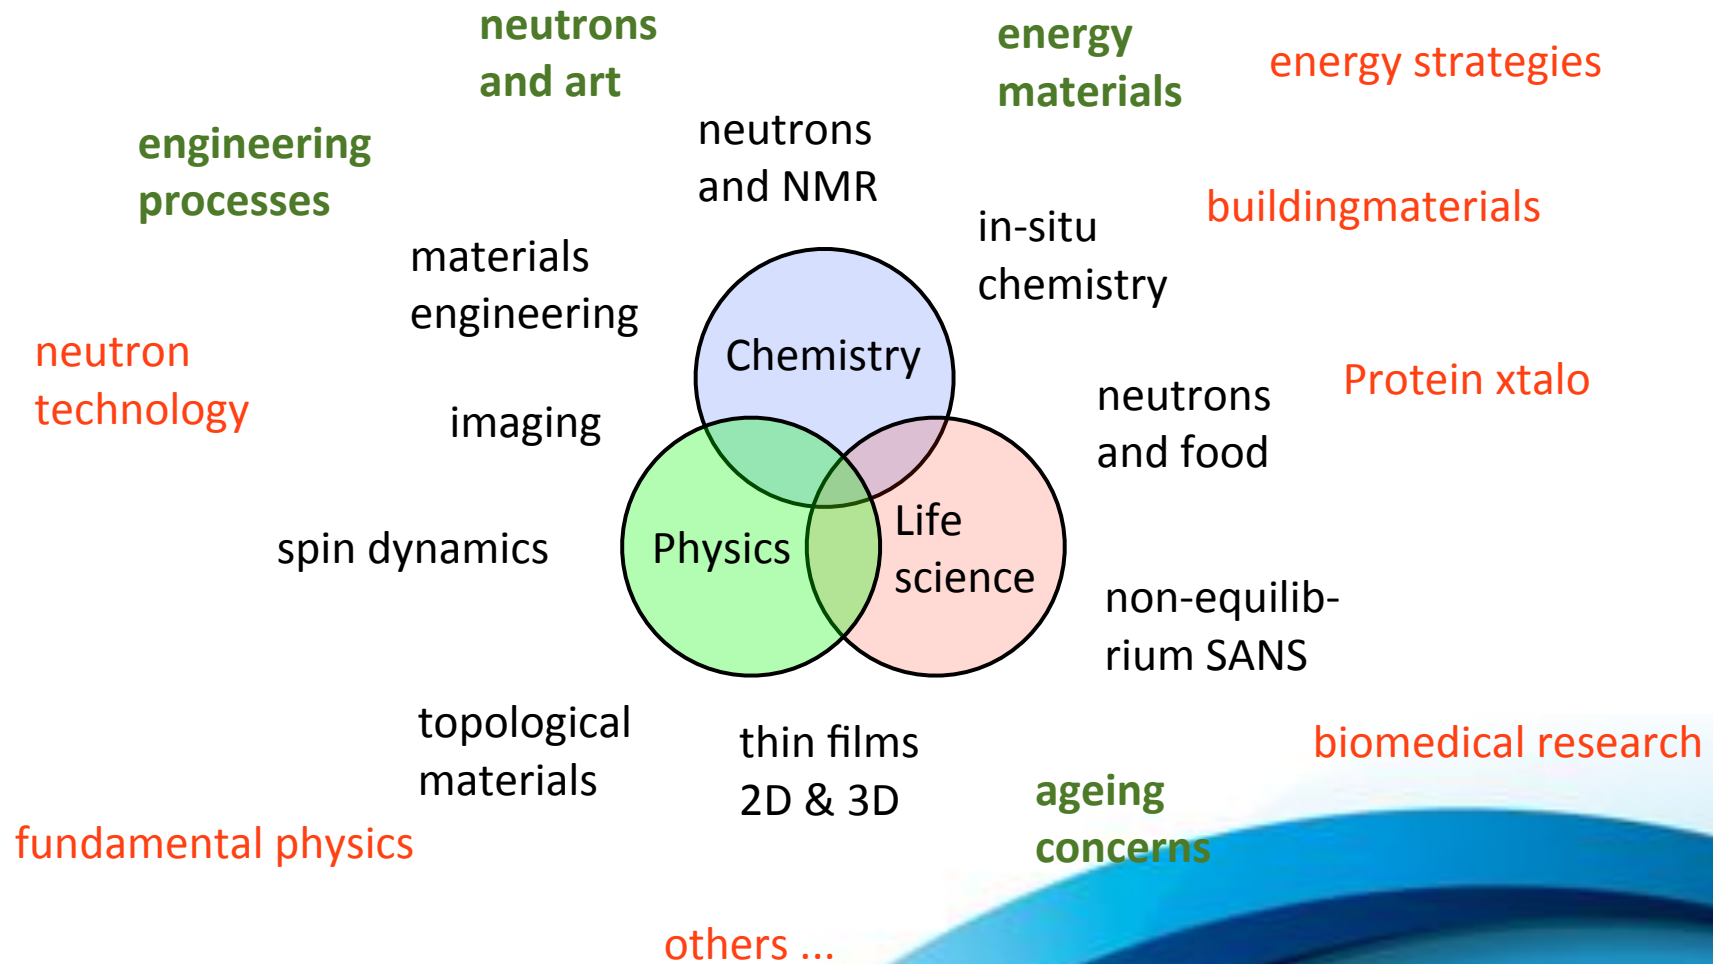 neutrons
and art
energy
materials
energy strategies
engineering
processes
neutrons
and NMR
buildingmaterials
in-situ
chemistry
materials
engineering
neutron
technology
Chemistry
Protein xtalo
imaging
neutrons
and food
spin dynamics
Physics
Life
science
non-equilib-
rium SANS
topological
materials
thin films
2D & 3D
biomedical research
ageing
concerns
fundamental physics
others ...